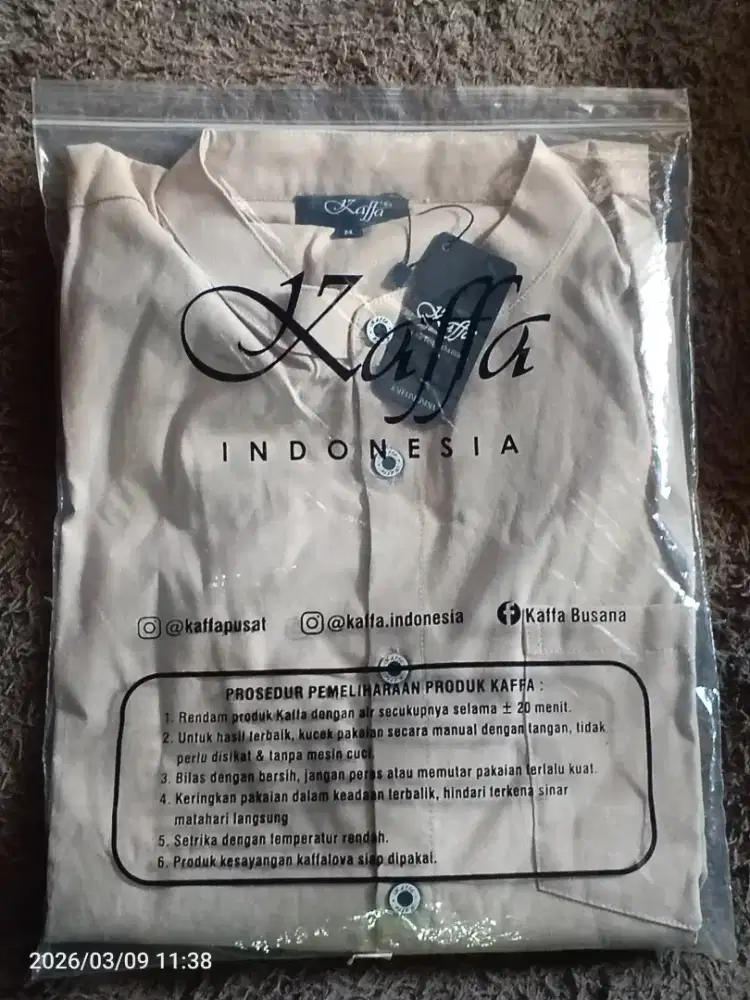 Kaffa
M
Kaffa
INDONESIA
@kaffapusat
@kaffa.indonesia
Kaffa Busana
PROSEDUR PEMELIHARAAN PRODUK KAFFA :
1. Rendam produk Kaffa dengan air secukupnya selama ± 20 menit.
2. Untuk hasil terbaik, kucek pakaian secara manual dengan tangan, tidak
perlu disikat & tanpa mesin cuci.
3. Bilas dengan bersih, jangan peras atau memutar pakaian terlalu kuat.
4. Keringkan pakaian dalam keadaan terbalik, hindari terkena sinar
matahari langsung
5. Setrika dengan temperatur rendah.
6. Produk kesayangan kaffalova siap dipakai.
2026/03/09 11:38